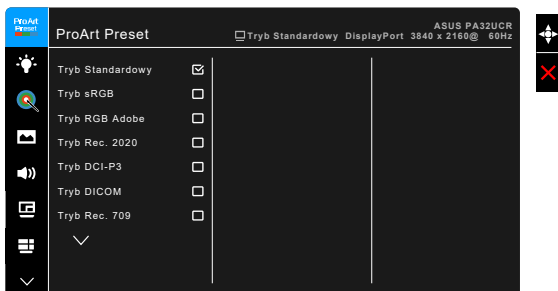 ProArt
Preset
ProArt Preset
ASUS PA32UCR
Tryb Standardowy DisplayPort 3840 x 2160@ 60Hz
Tryb Standardowy
Tryb sRGB
Tryb RGB Adobe
Tryb Rec. 2020
Tryb DCI-P3
Tryb DICOM
Tryb Rec. 709